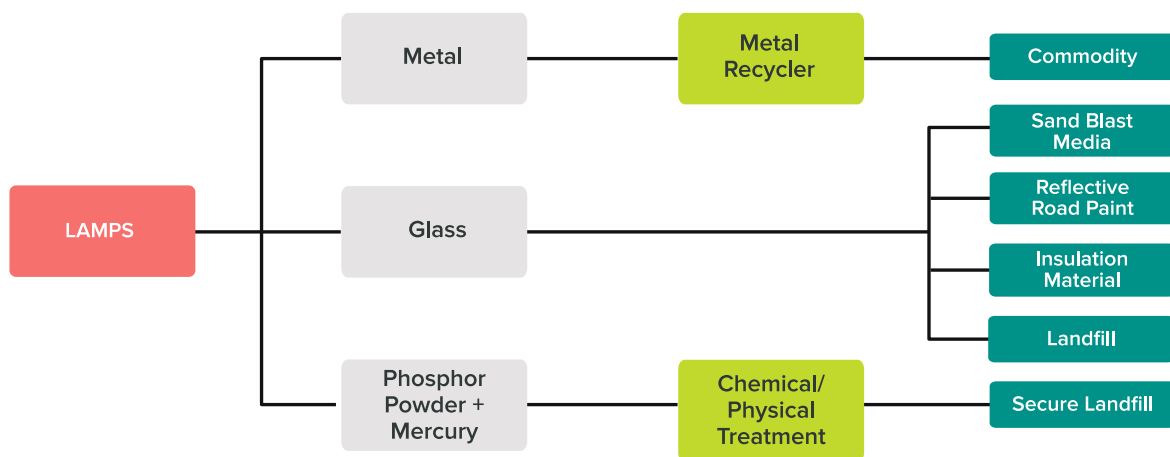 Metal
Metal
Recycler
Commodity
Sand Blast
Media
Reflective
Road Paint
LAMPS
Glass
Insulation
Material
Landfill
Phosphor
Powder +
Mercury
Chemical/
Physical
Treatment
Secure Landfill